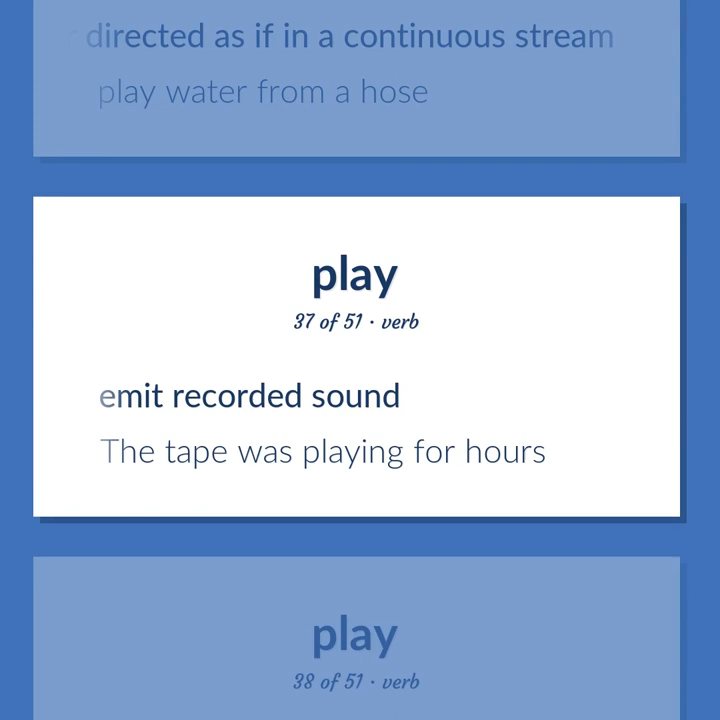 directed as if in a continuous stream
play water from a hose
play
37 of 51 · verb
emit recorded sound
The tape was playing for hours
play
38 of 51 · verb